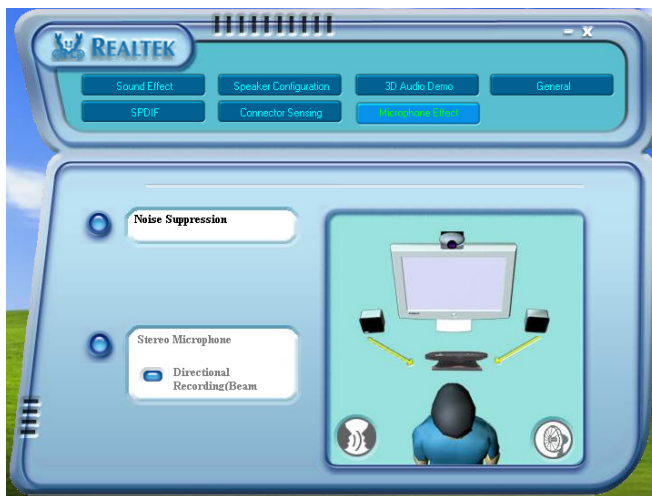 REALTEK
Sound Effect
Speaker Configuration
3D Audio Demo
General
SPDIF
Connector Sensing
Microphone Effect
Noise Suppression
Stereo Microphone
Directional
Recording(Beam